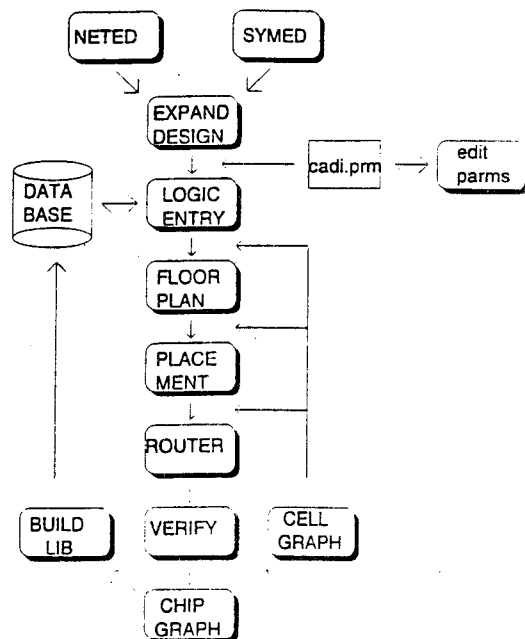 NETED
SYMED
EXPAND
DESIGN
cadi.prm
edit
parms
DATA
BASE
LOGIC
ENTRY
FLOOR
PLAN
PLACE
MENT
ROUTER
BUILD
LIB
VERIFY
CELL
GRAPH
CHIP
GRAPH